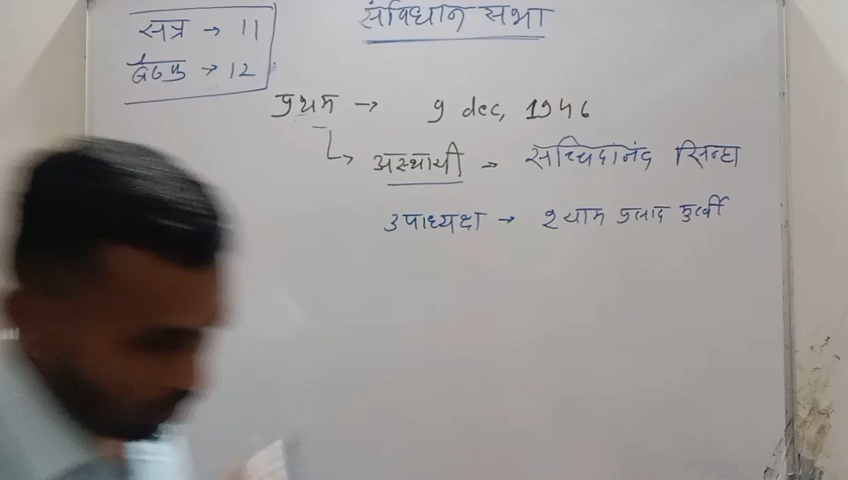 संविधान सभा
सत्र → 11
बैठक → 12
प्रथम → 9 dec, 1946
अस्थायी → सच्चिदानंद सिन्हा
उपाध्यक्ष → श्याम प्रसाद मुखर्जी